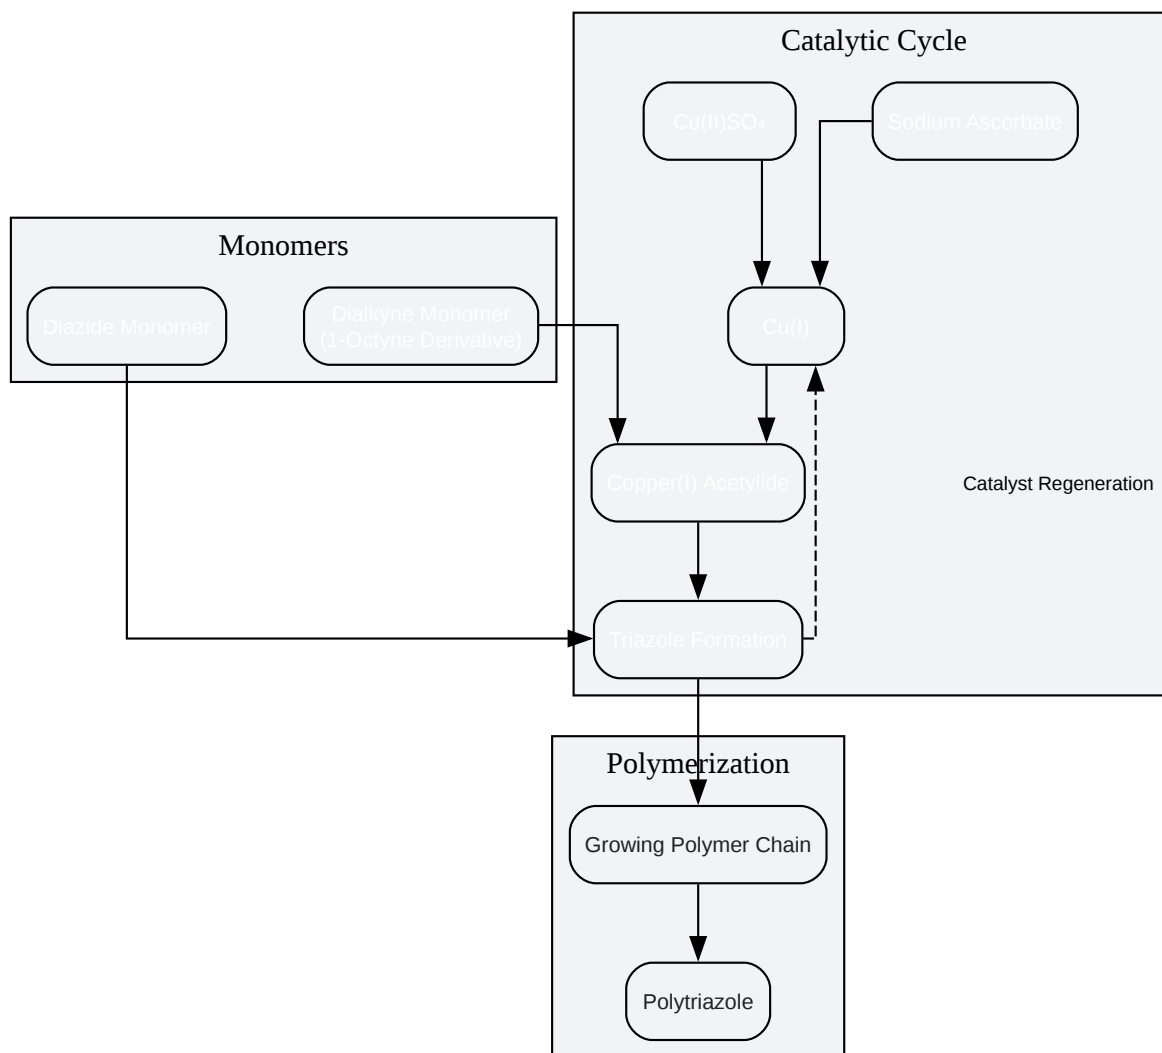 Catalytic Cycle
Cu(II)SO₄
Sodium Ascorbate
Monomers
Diazide Monomer
Dialkyne Monomer
(1-Octyne Derivative)
Cu(I)
Copper(I) Acetylide
Catalyst Regeneration
Triazole Formation
Polymerization
Growing Polymer Chain
Polytriazole